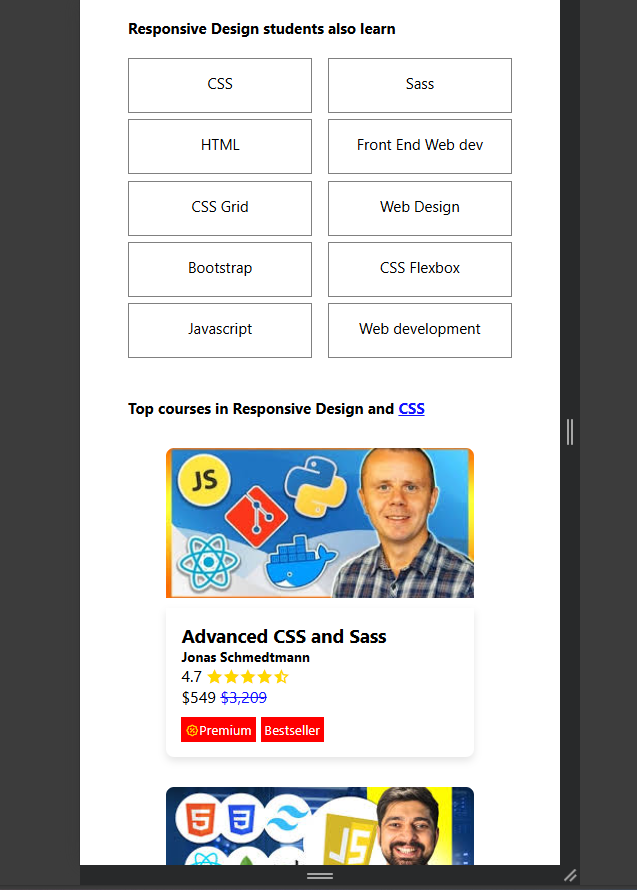 Responsive Design students also learn
CSS
Sass
HTML
Front End Web dev
CSS Grid
Web Design
Bootstrap
CSS Flexbox
Javascript
Web development
Top courses in Responsive Design and CSS
JS
Advanced CSS and Sass
Jonas Schmedtmann
4.7
$549 $3,209
Premium Bestseller
5 3
JS